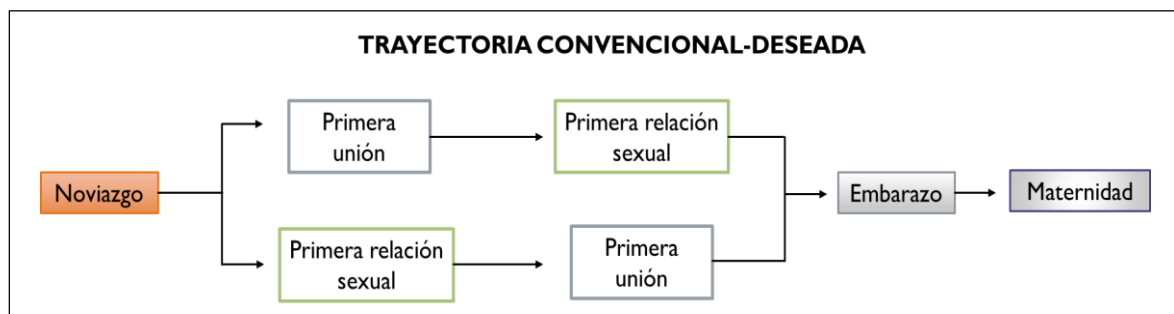 TRAYECTORIA CONVENCIONAL-DESEADA
Noviazgo
Primera
unión
Primera relación
sexual
Primera relación
sexual
Primera
unión
Embarazo
Maternidad